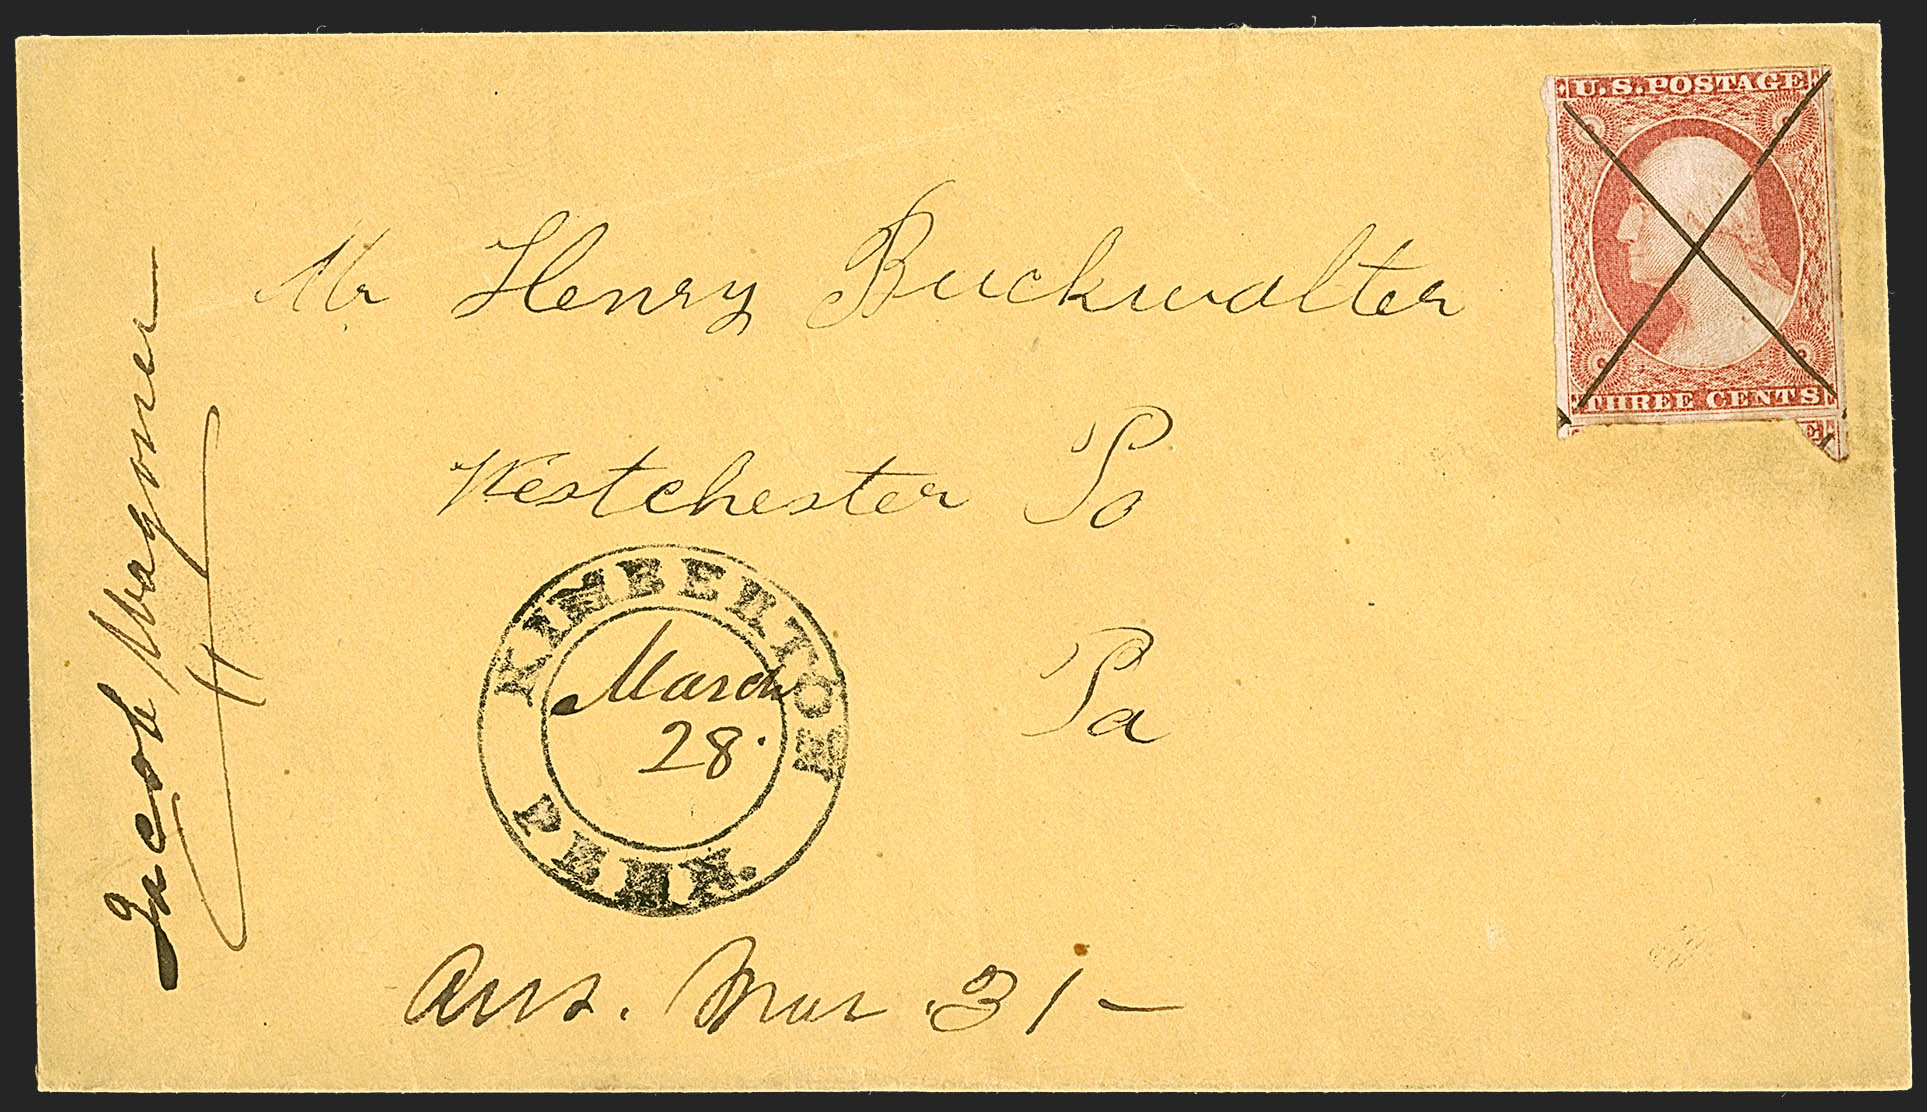 U.S. POSTAGE
THREE CENTS
E
Mr Henry Buckwalter
Westchester Po
Pa
KIMBERTON
March
28.
PENN.
Ans. Mar 31 –
Jacob Wagoner